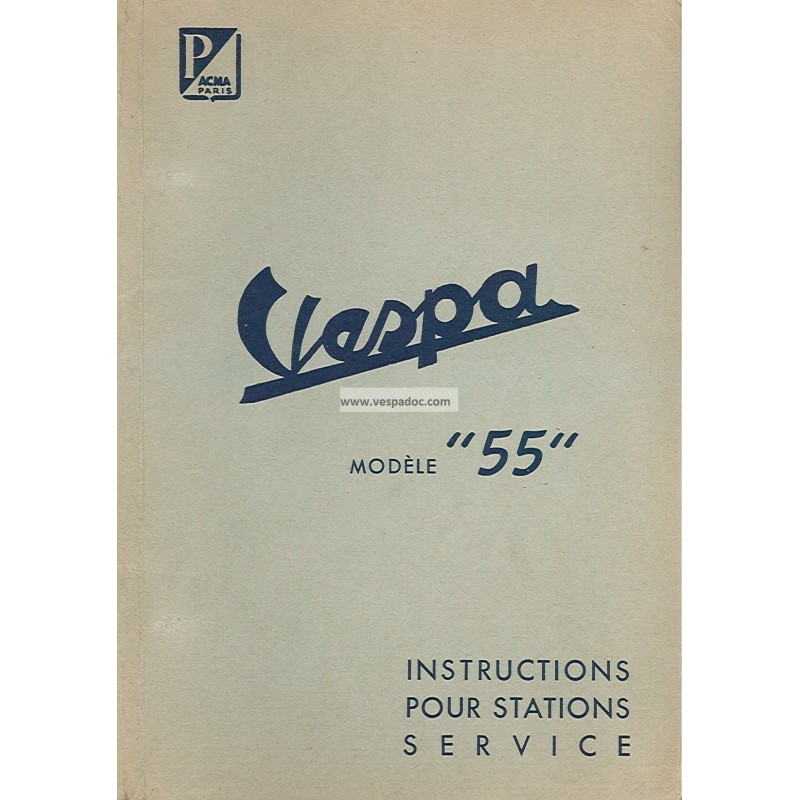 P
ACMA
PARIS
Vespa
www.vespadoc.com
MODÈLE "55"
INSTRUCTIONS
POUR STATIONS
SERVICE